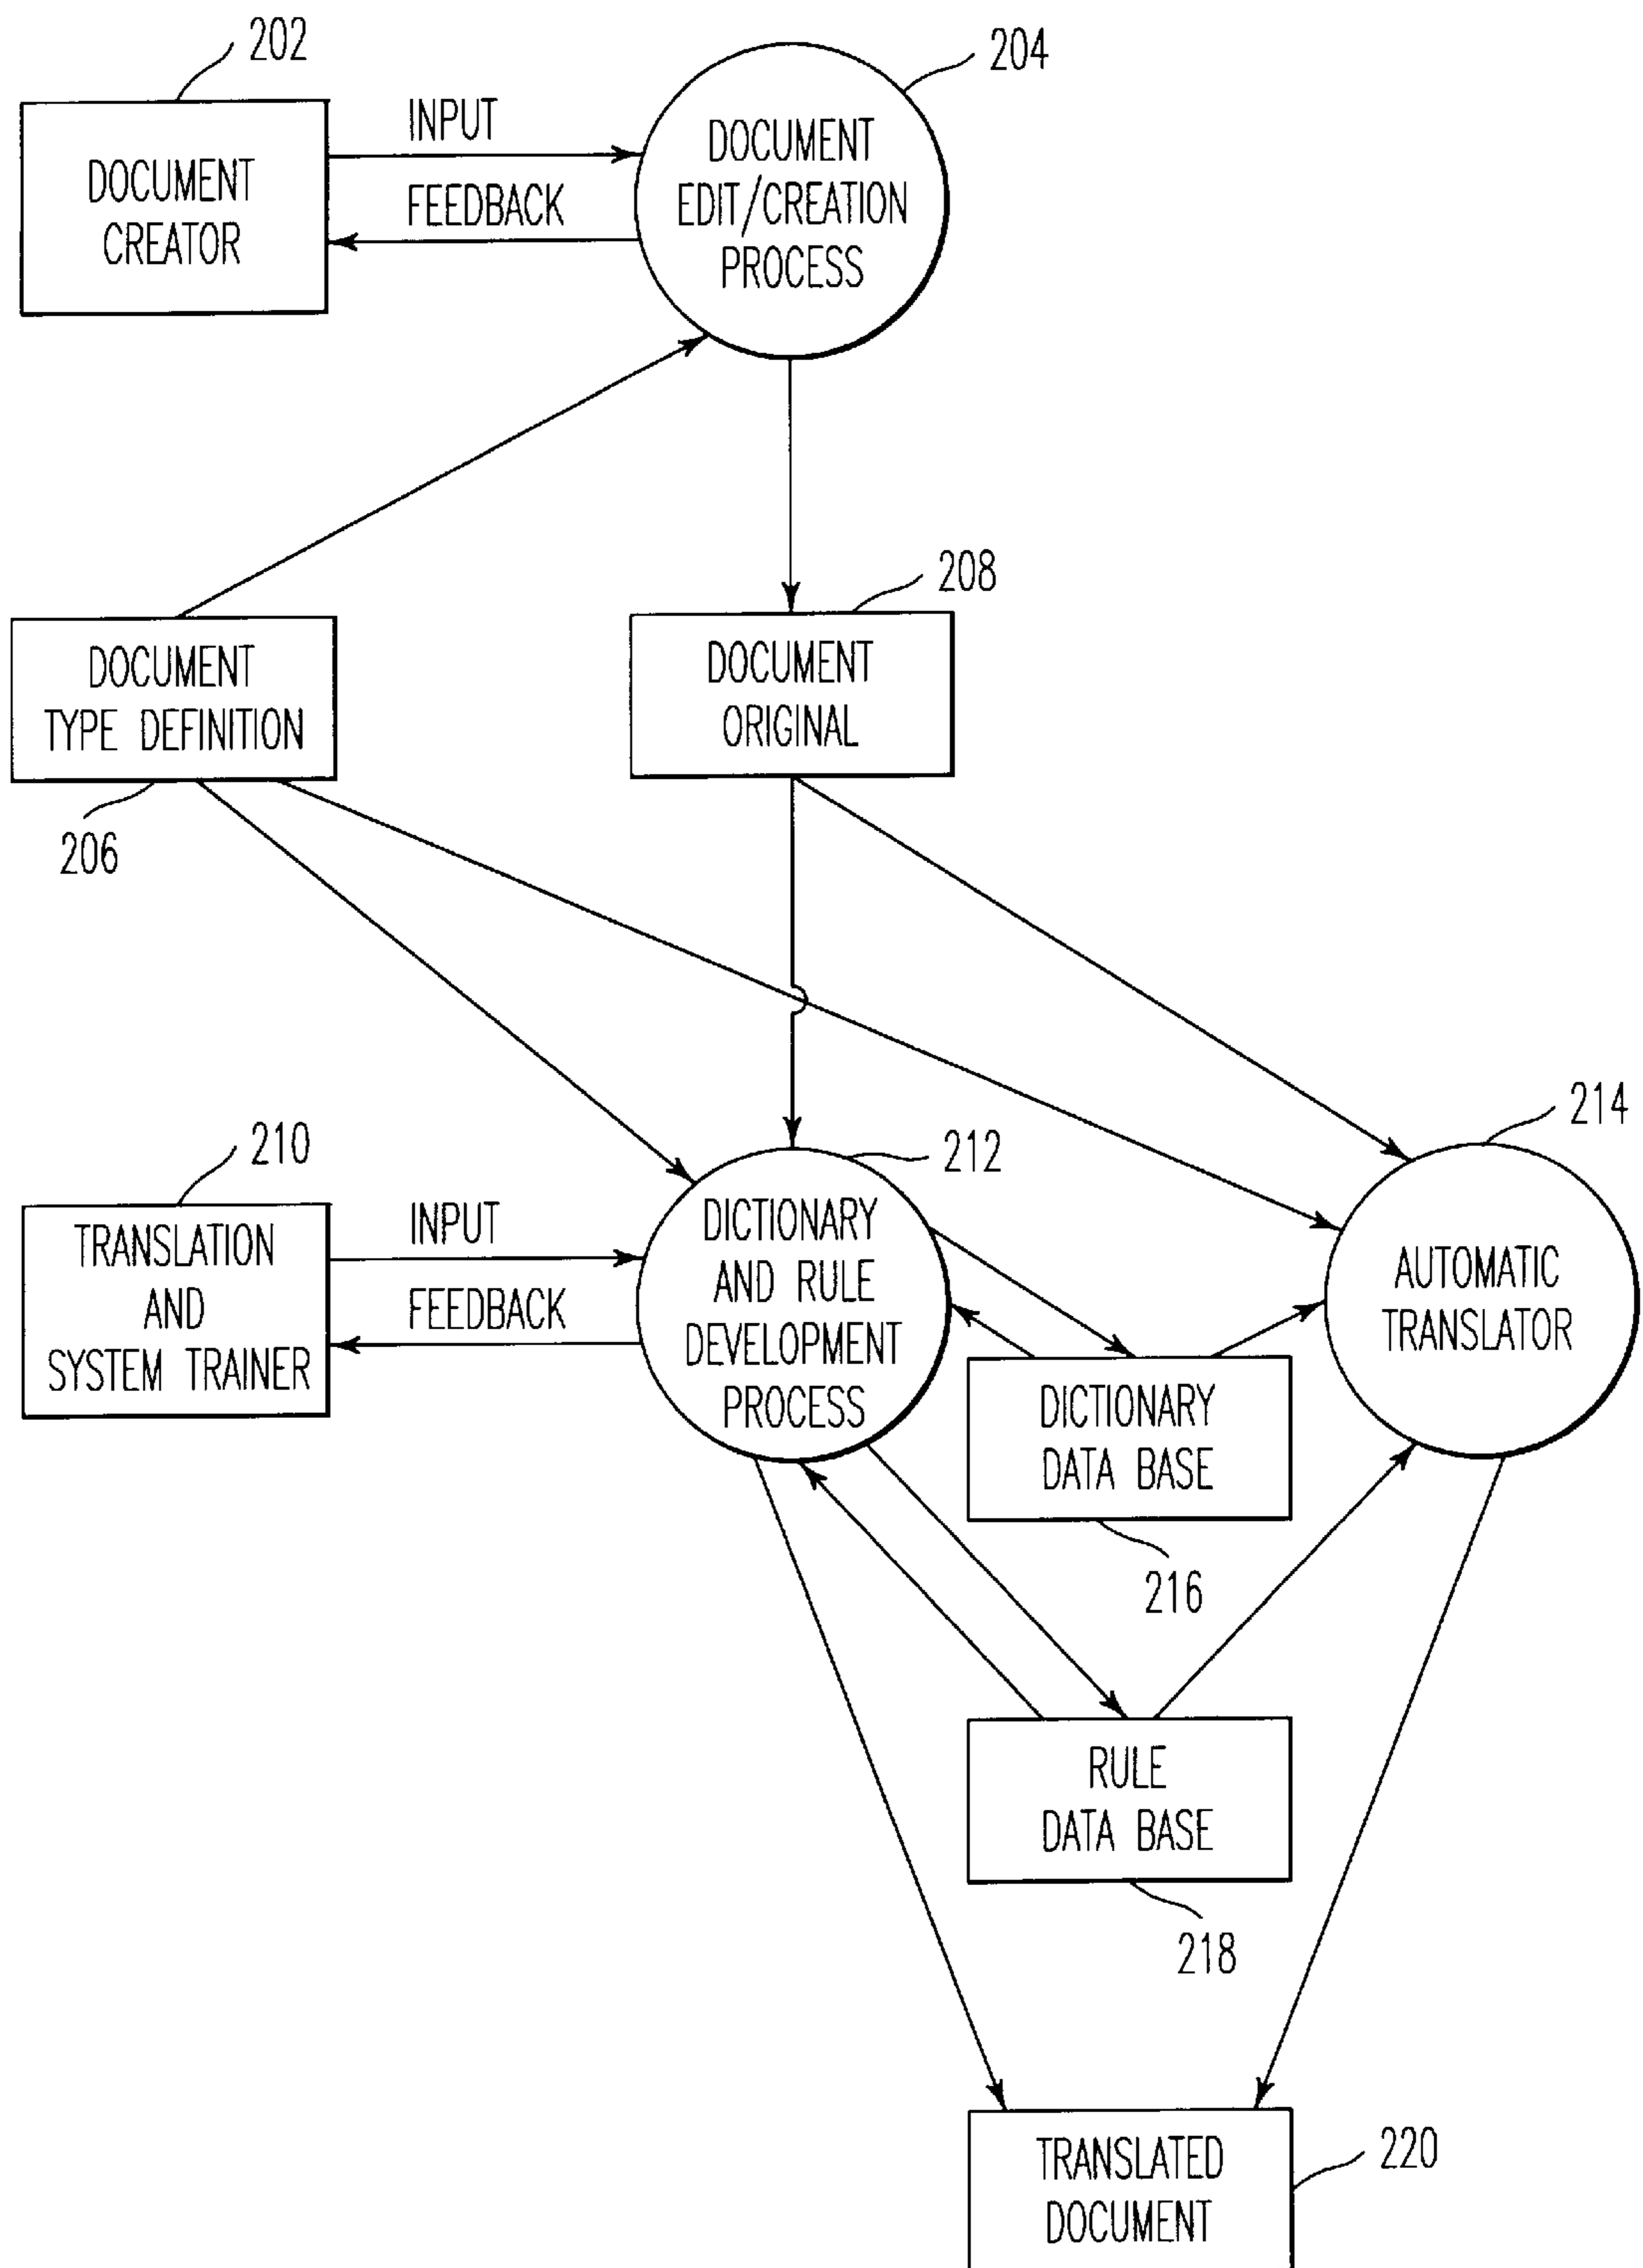 202
204
DOCUMENT
CREATOR
INPUT
FEEDBACK
DOCUMENT
EDIT/CREATION
PROCESS
208
DOCUMENT
TYPE DEFINITION
206
DOCUMENT
ORIGINAL
210
212
214
TRANSLATION
AND
SYSTEM TRAINER
INPUT
FEEDBACK
DICTIONARY
AND RULE
DEVELOPMENT
PROCESS
AUTOMATIC
TRANSLATOR
DICTIONARY
DATA BASE
216
RULE
DATA BASE
218
TRANSLATED
DOCUMENT
220